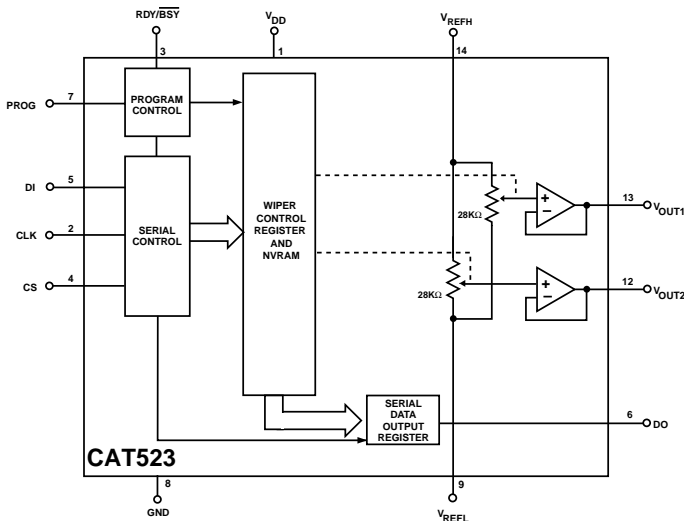 RDY/BSY
VDD
VREFH
3
1
14
PROG
7
PROGRAM
CONTROL
DI
5
CLK
2
CS
4
SERIAL
CONTROL
WIPER
CONTROL
REGISTER
AND
NVRAM
28KΩ
28KΩ
+
–
13
VOUT1
+
–
12
VOUT2
SERIAL
DATA
OUTPUT
REGISTER
6
DO
CAT523
8
GND
9
VREFL